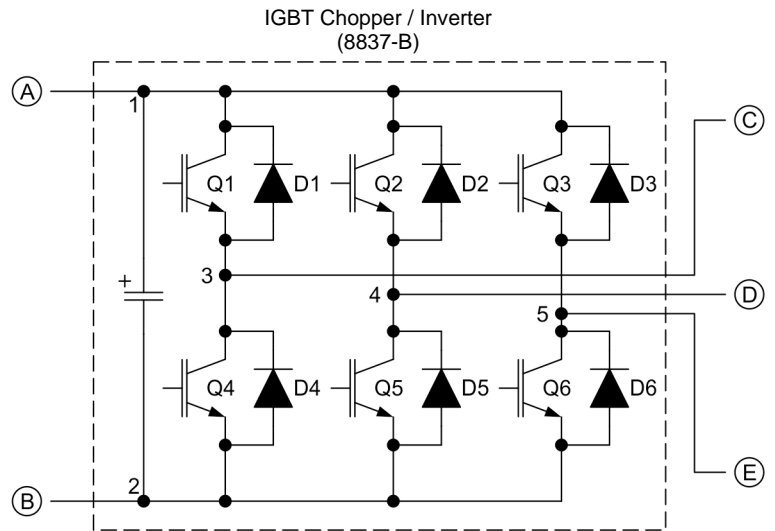 IGBT Chopper / Inverter
(8837-B)
A
1
C
Q1
D1
Q2
D2
Q3
D3
3
+
4
D
5
Q4
D4
Q5
D5
Q6
D6
E
2
B